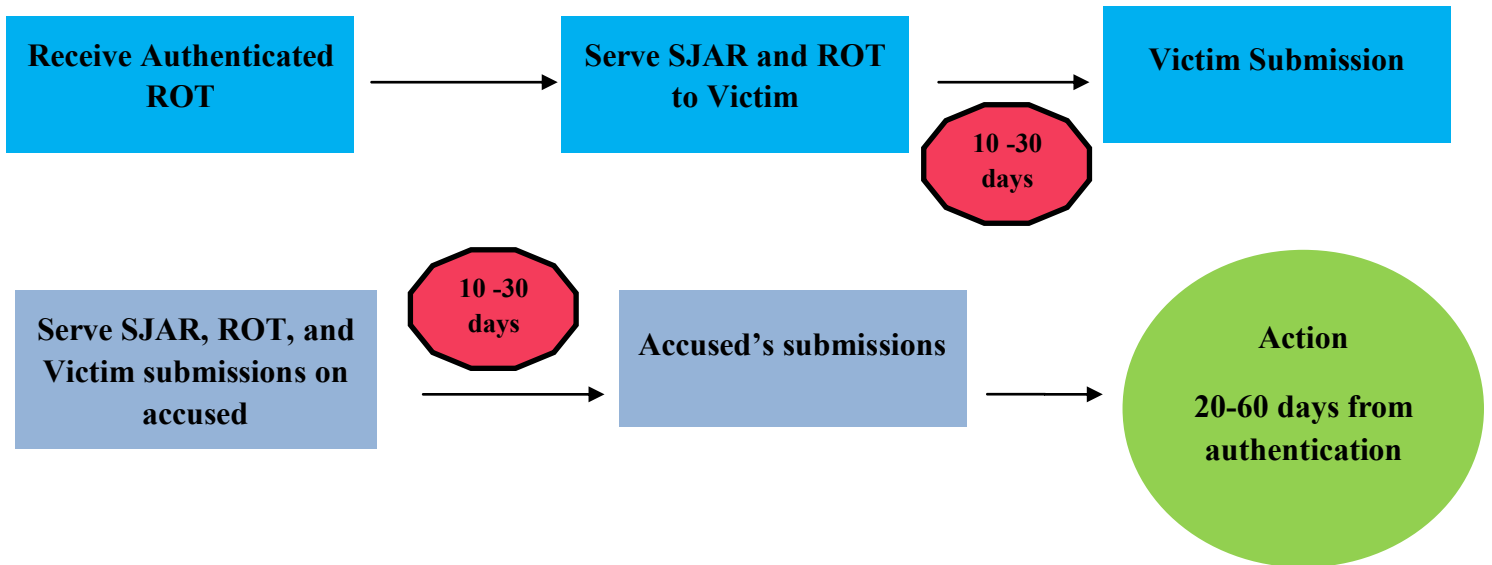 Receive Authenticated
ROT
Serve SJAR and ROT
to Victim
Victim Submission
10 -30
days
Serve SJAR, ROT, and
Victim submissions on
accused
10 -30
days
Accused’s submissions
Action
20-60 days from
authentication